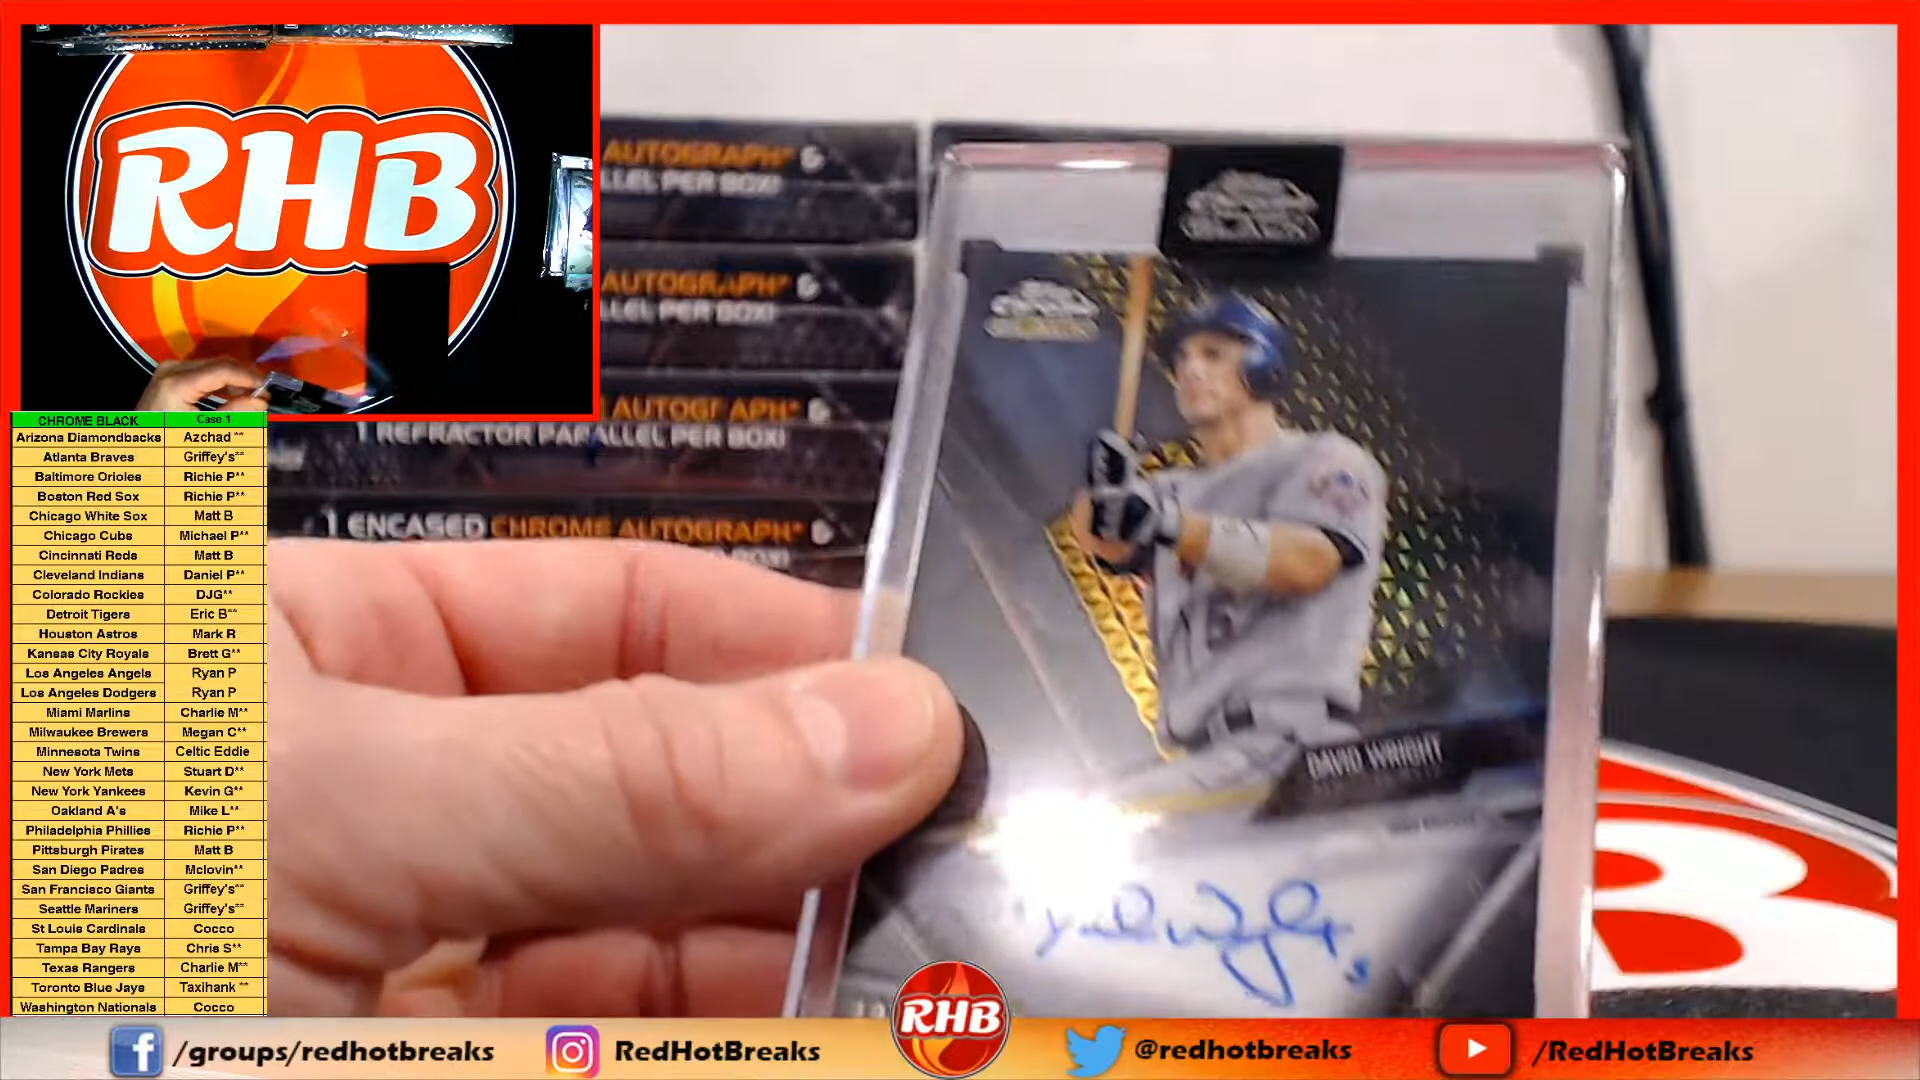 RHB
AUTOGRAPH* &
LLEL PER BOX!
AUTOGRAPH* &
LLEL PER BOX!
AUTOGRAPH* &
1 REFRACTOR PARALLEL PER BOX!
1 ENCASED CHROME AUTOGRAPH* &
BOX!
DAVID WRIGHT
CHROME BLACK Case 1
Arizona Diamondbacks Azchad **
Atlanta Braves Griffey's**
Baltimore Orioles Richie P**
Boston Red Sox Richie P**
Chicago White Sox Matt B
Chicago Cubs Michael P**
Cincinnati Reds Matt B
Cleveland Indians Daniel P**
Colorado Rockies DJG**
Detroit Tigers Eric B**
Houston Astros Mark R
Kansas City Royals Brett G**
Los Angeles Angels Ryan P
Los Angeles Dodgers Ryan P
Miami Marlins Charlie M**
Milwaukee Brewers Megan C**
Minnesota Twins Celtic Eddie
New York Mets Stuart D**
New York Yankees Kevin G**
Oakland A's Mike L**
Philadelphia Phillies Richie P**
Pittsburgh Pirates Matt B
San Diego Padres Mclovin**
San Francisco Giants Griffey's**
Seattle Mariners Griffey's**
St Louis Cardinals Cocco
Tampa Bay Rays Chris S**
Texas Rangers Charlie M**
Toronto Blue Jays Taxihank **
Washington Nationals Cocco
/groups/redhotbreaks
RedHotBreaks
RHB
@redhotbreaks
/RedHotBreaks